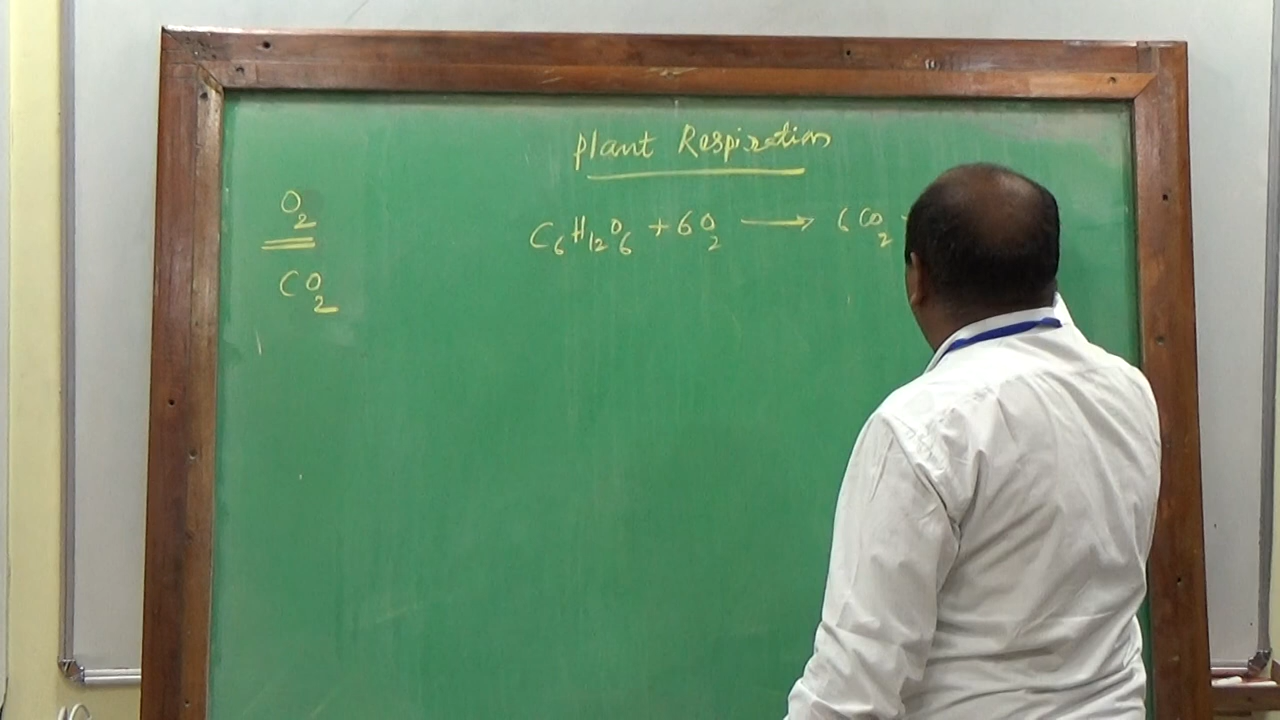 Plant Respiration
O₂
C₆H₁₂O₆ + 6O₂ ⟶ 6CO₂
CO₂